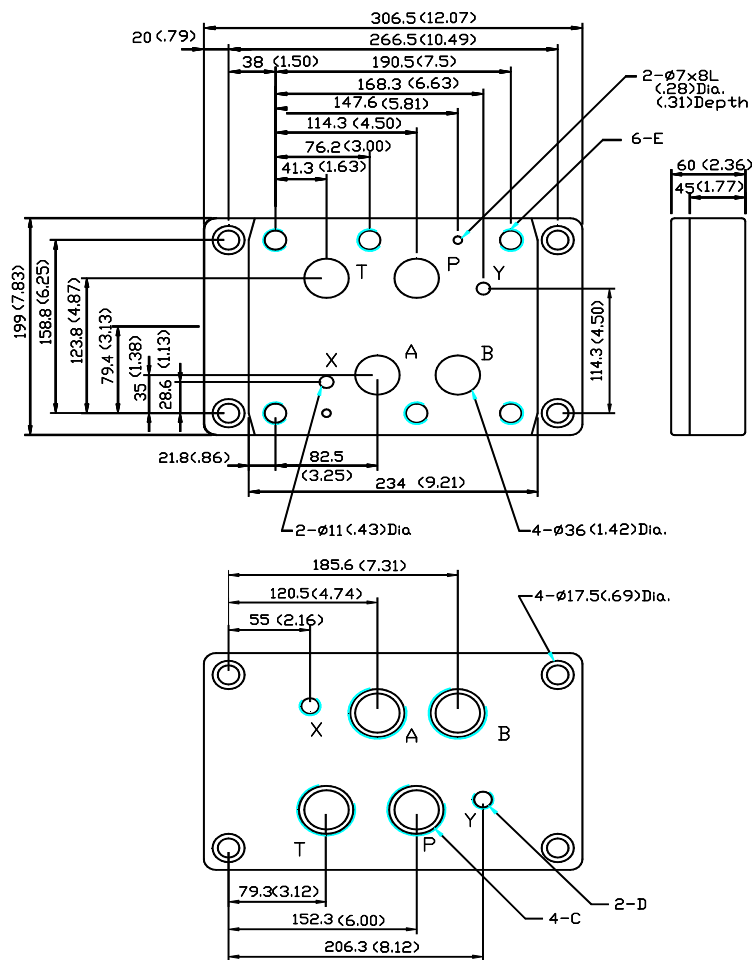 306.5 (12.07)
20 (.79)
266.5(10.49)
38 (1.50)
190.5(7.5)
168.3 (6.63)
147.6(5.81)
114.3 (4.50)
76.2(3.00)
41.3(1.63)
2-ø7x8L
(.28)Dia.
(.31)Depth
6-E
60 (2.36)
45(1.77)
199 (7.83)
158.8 (6.25)
123.8 (4.87)
79.4 (3.13)
35 (1.38)
28.6 (1.13)
T
P
Y
X
A
B
114.3 (4.50)
21.8(.86)
82.5
(3.25)
234 (9.21)
2-ø11(.43)Dia
4-ø36(1.42)Dia.
185.6 (7.31)
120.5(4.74)
55 (2.16)
4-ø17.5(.69)Dia.
X
A
B
T
P
Y
79.3(3.12)
152.3(6.00)
206.3 (8.12)
4-C
2-D